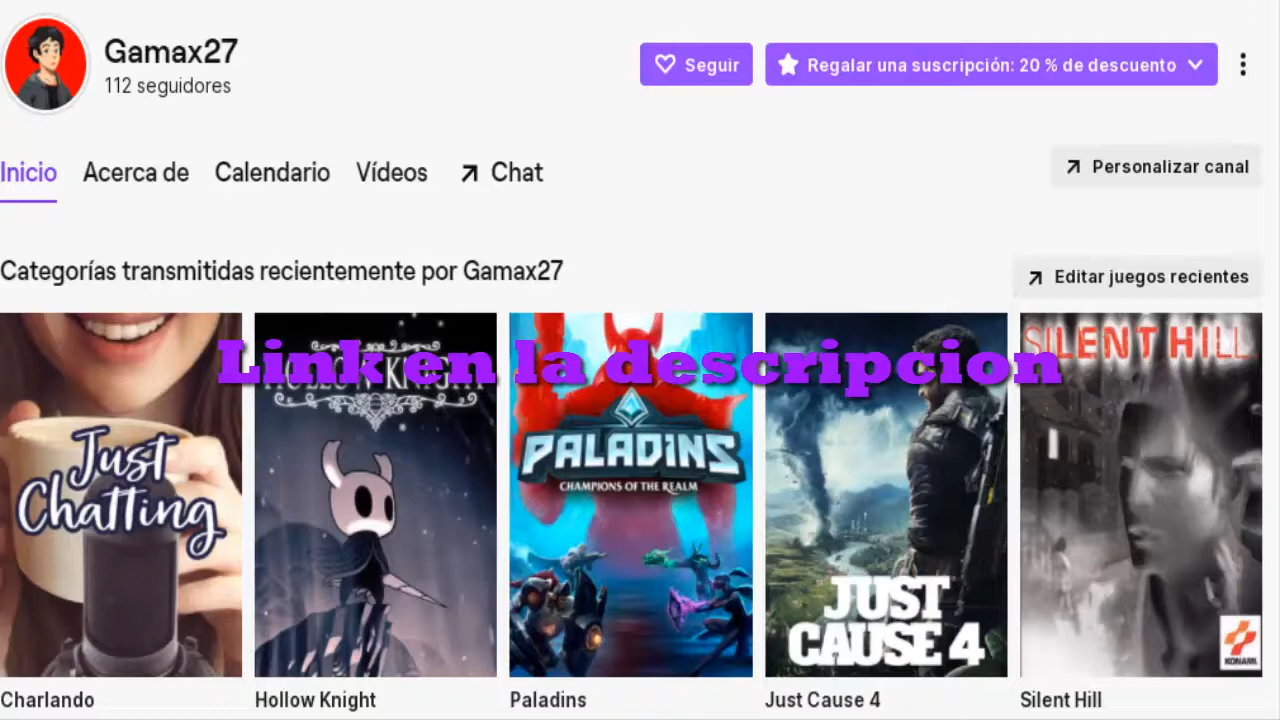 Gamax27
112 seguidores
Seguir
Regalar una suscripción: 20 % de descuento
Inicio
Acerca de
Calendario
Vídeos
Chat
Personalizar canal
Categorías transmitidas recientemente por Gamax27
Editar juegos recientes
Link en la descripcion
Just
Chatting
HOLLOW KNIGHT
PALADINS
CHAMPIONS OF THE REALM
JUST
CAUSE 4
SILENT HILL
KONAMI
Charlando
Hollow Knight
Paladins
Just Cause 4
Silent Hill